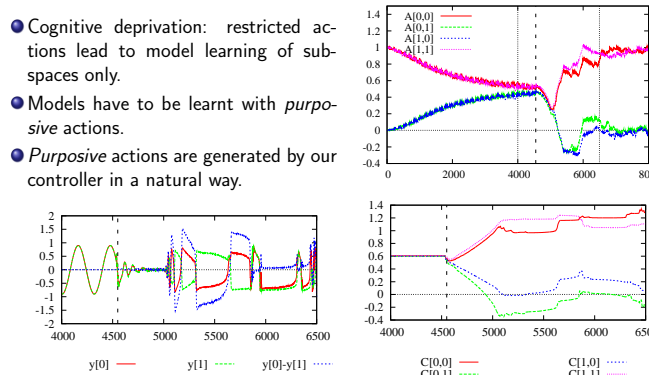 Cognitive deprivation: restricted ac-
tions lead to model learning of sub-
spaces only.
Models have to be learnt with purpo-
sive actions.
Purposive actions are generated by our
controller in a natural way.
1.4
1.2
1
0.8
0.6
0.4
0.2
0
-0.2
-0.4
A[0,0]
A[0,1]
A[1,0]
A[1,1]
0 2000 4000 6000 80
2
1.5
1
0.5
0
-0.5
-1
-1.5
-2
4000 4500 5000 5500 6000 6500
y[0] y[1] y[0]-y[1]
1.4
1.2
1
0.8
0.6
0.4
0.2
0
-0.2
-0.4
4000 5000 6000 650
C[0,0] C[1,0]
C[0,1] C[1,1]